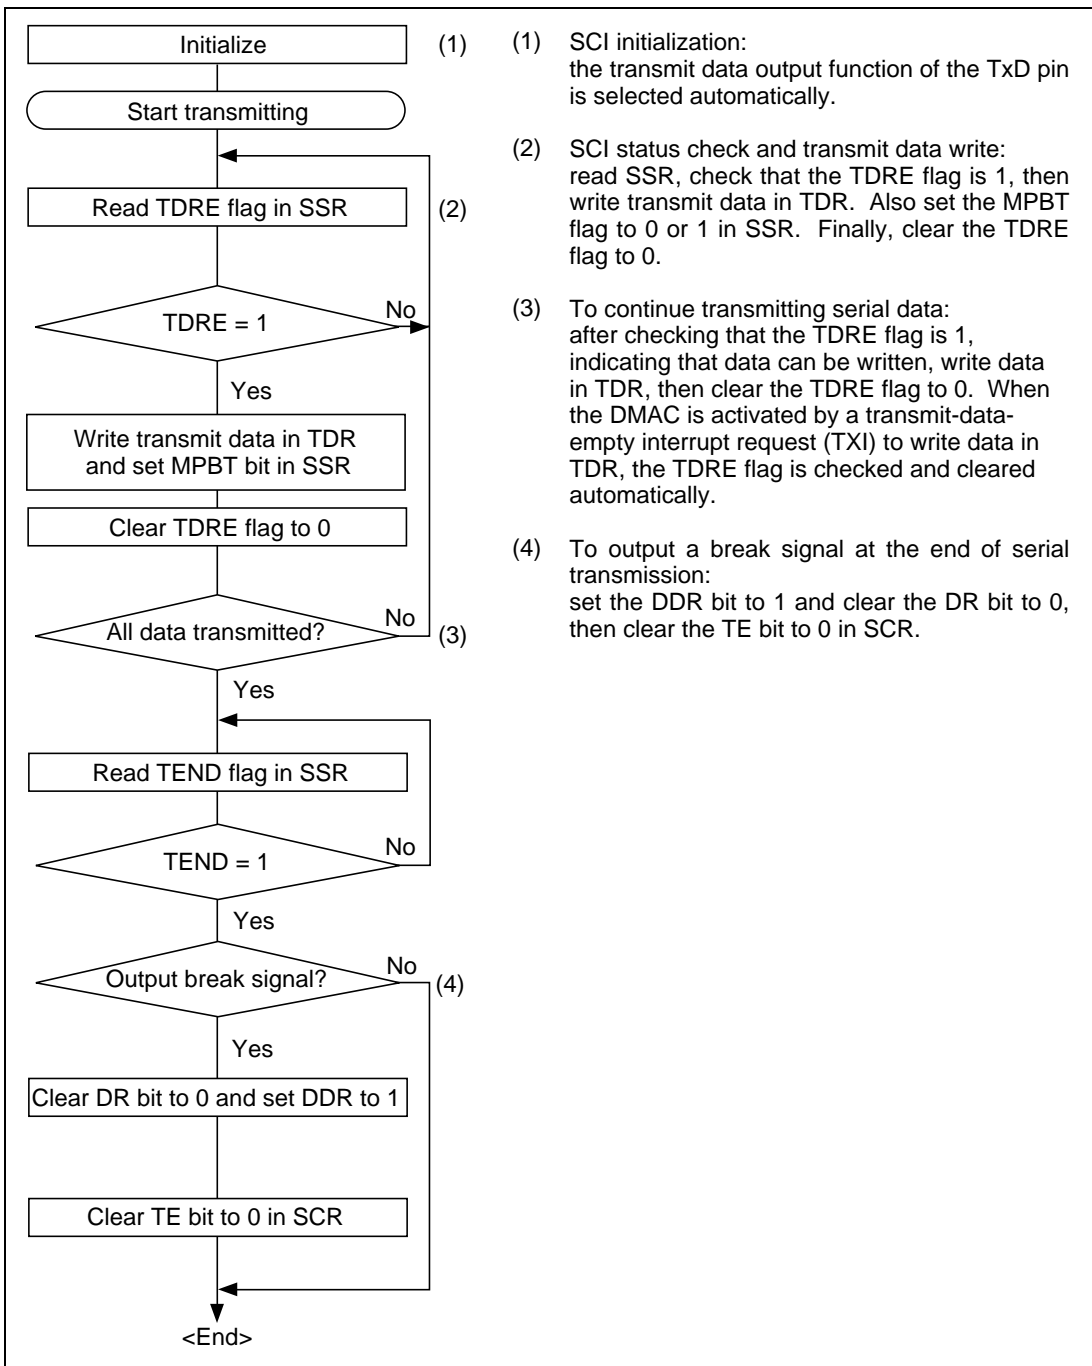 Initialize
(1)
Start transmitting
Read TDRE flag in SSR
(2)
TDRE = 1
No
Yes
Write transmit data in TDR
and set MPBT bit in SSR
Clear TDRE flag to 0
All data transmitted?
No
(3)
Yes
Read TEND flag in SSR
TEND = 1
No
Yes
Output break signal?
No
(4)
Yes
Clear DR bit to 0 and set DDR to 1
Clear TE bit to 0 in SCR
<End>
(1) SCI initialization:
the transmit data output function of the TxD pin
is selected automatically.
(2) SCI status check and transmit data write:
read SSR, check that the TDRE flag is 1, then
write transmit data in TDR. Also set the MPBT
flag to 0 or 1 in SSR. Finally, clear the TDRE
flag to 0.
(3) To continue transmitting serial data:
after checking that the TDRE flag is 1,
indicating that data can be written, write data
in TDR, then clear the TDRE flag to 0. When
the DMAC is activated by a transmit-data-
empty interrupt request (TXI) to write data in
TDR, the TDRE flag is checked and cleared
automatically.
(4) To output a break signal at the end of serial
transmission:
set the DDR bit to 1 and clear the DR bit to 0,
then clear the TE bit to 0 in SCR.